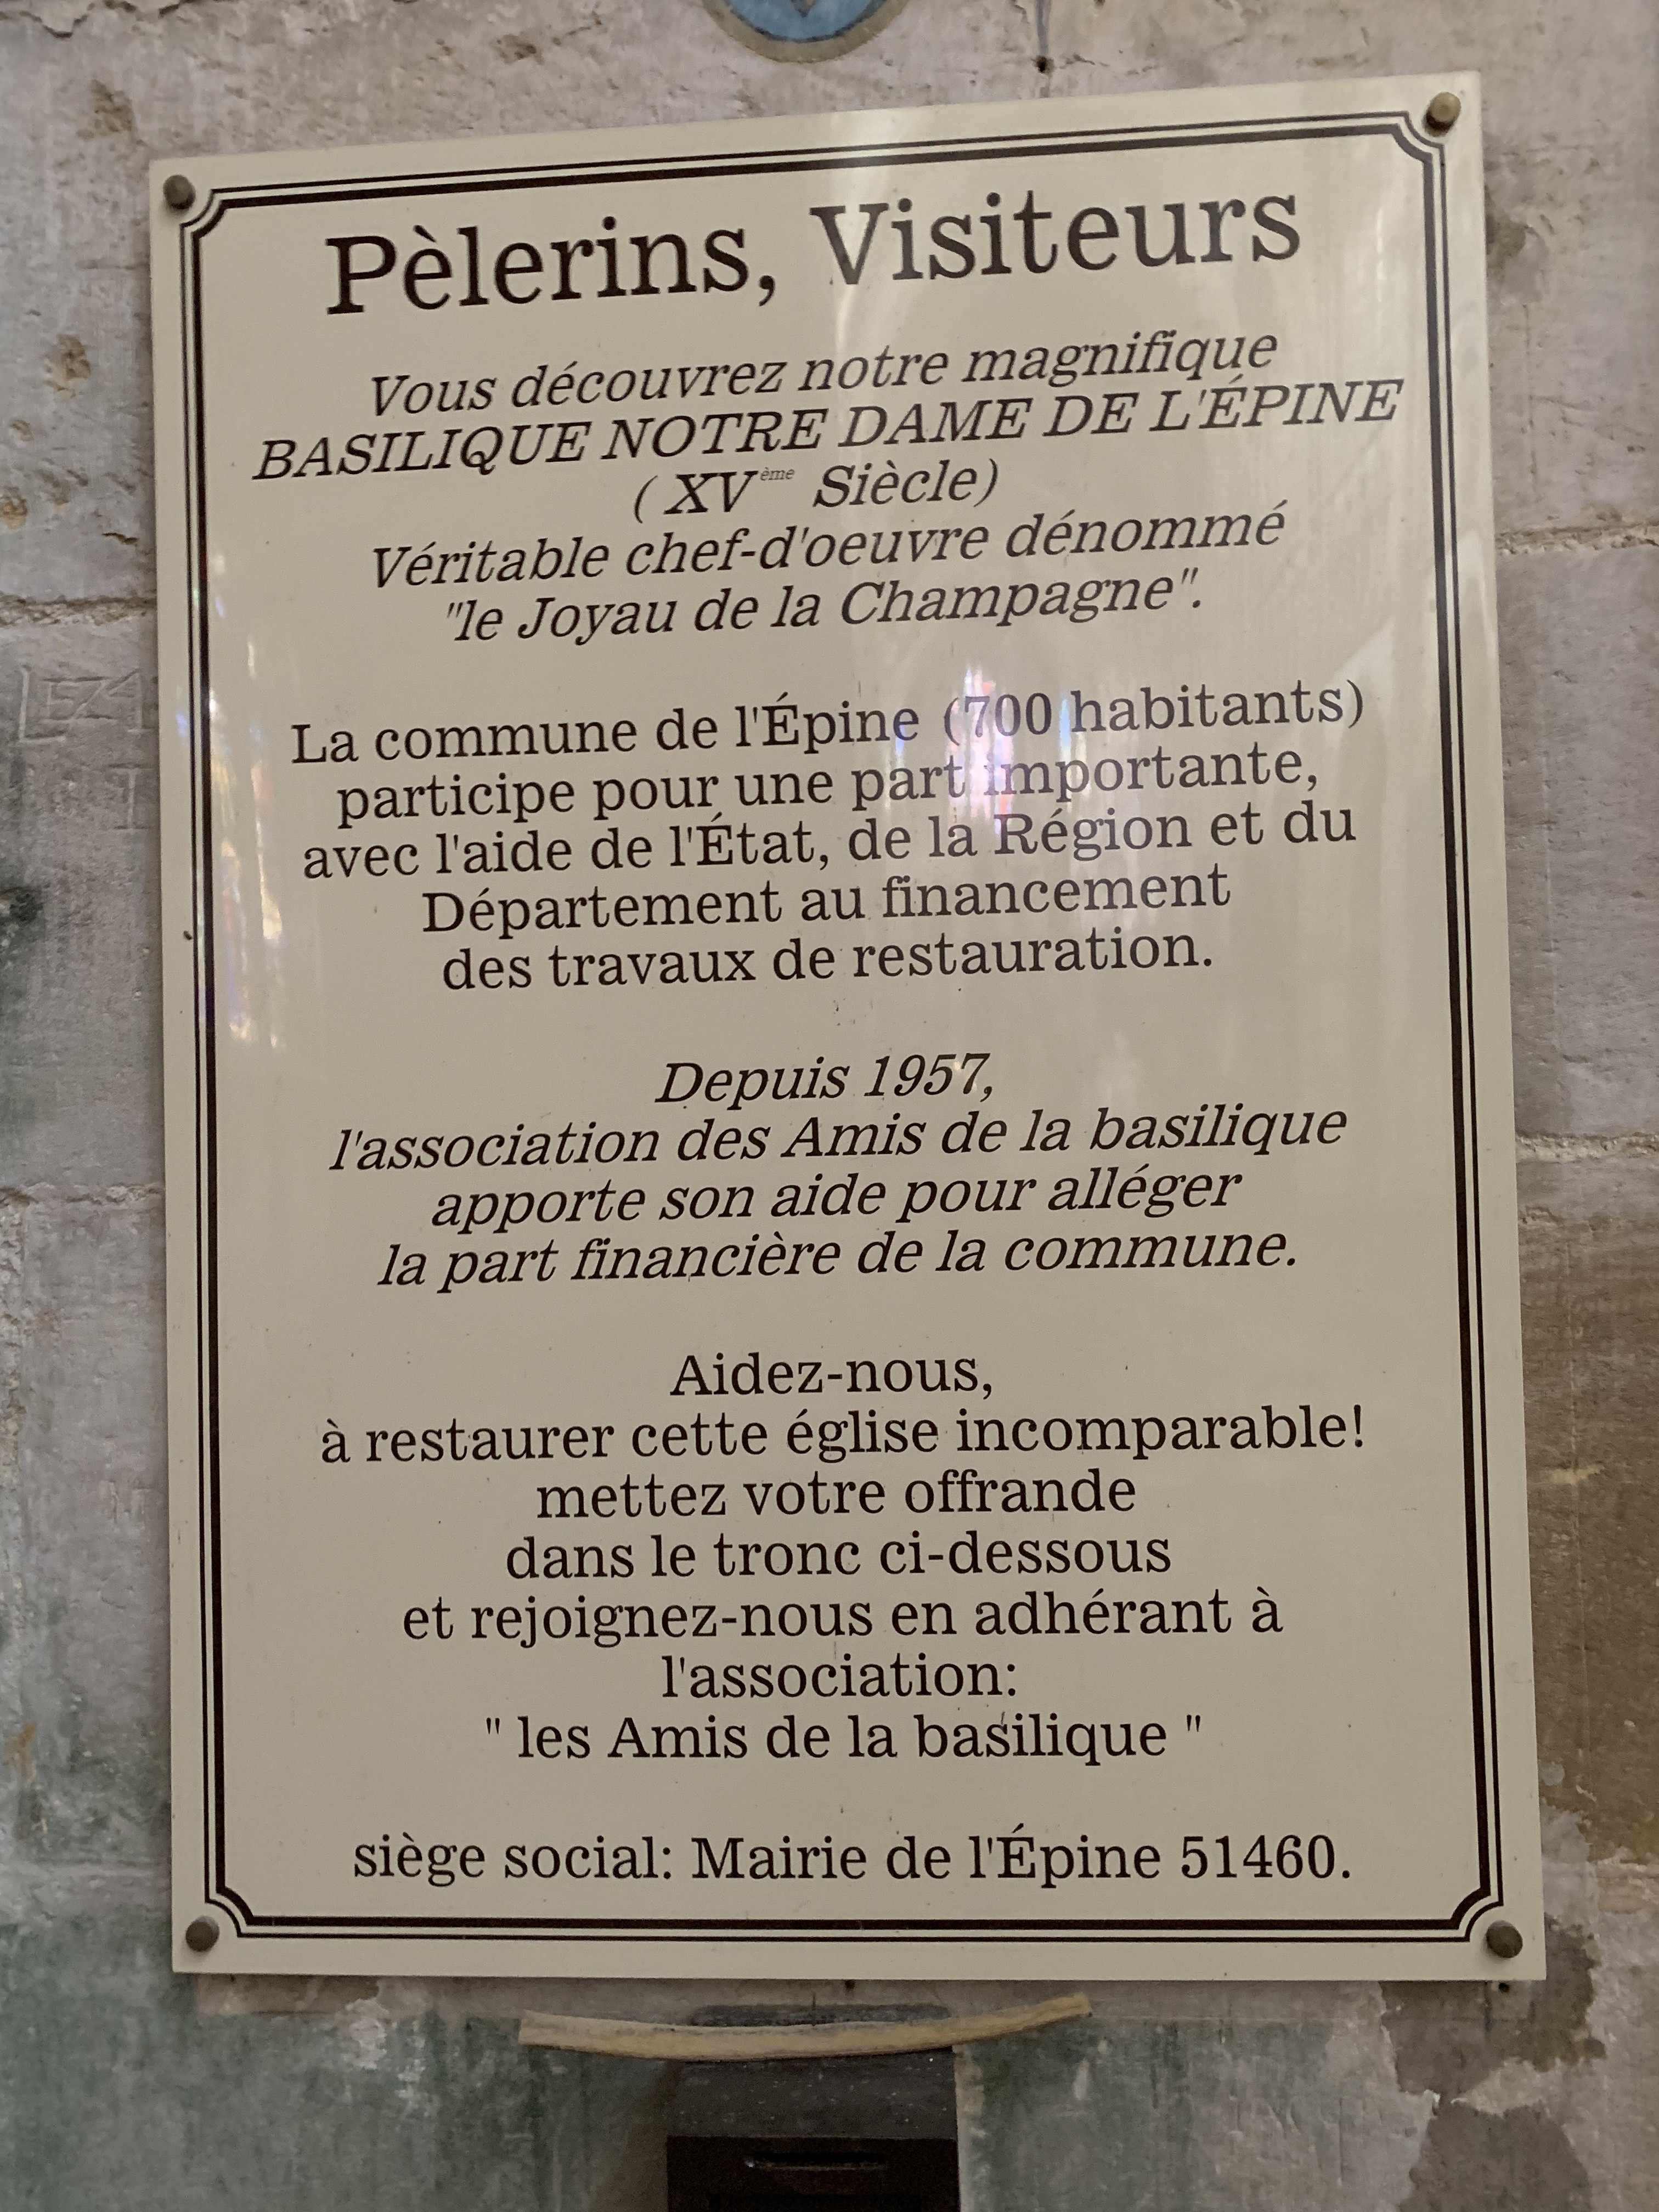 Pèlerins, Visiteurs
Vous découvrez notre magnifique
BASILIQUE NOTRE DAME DE L'ÉPINE
( XVème Siècle)
Véritable chef-d'oeuvre dénommé
"le Joyau de la Champagne".
La commune de l'Épine (700 habitants)
participe pour une part importante,
avec l'aide de l'État, de la Région et du
Département au financement
des travaux de restauration.
Depuis 1957,
l'association des Amis de la basilique
apporte son aide pour alléger
la part financière de la commune.
Aidez-nous,
à restaurer cette église incomparable!
mettez votre offrande
dans le tronc ci-dessous
et rejoignez-nous en adhérant à
l'association:
" les Amis de la basilique "
siège social: Mairie de l'Épine 51460.